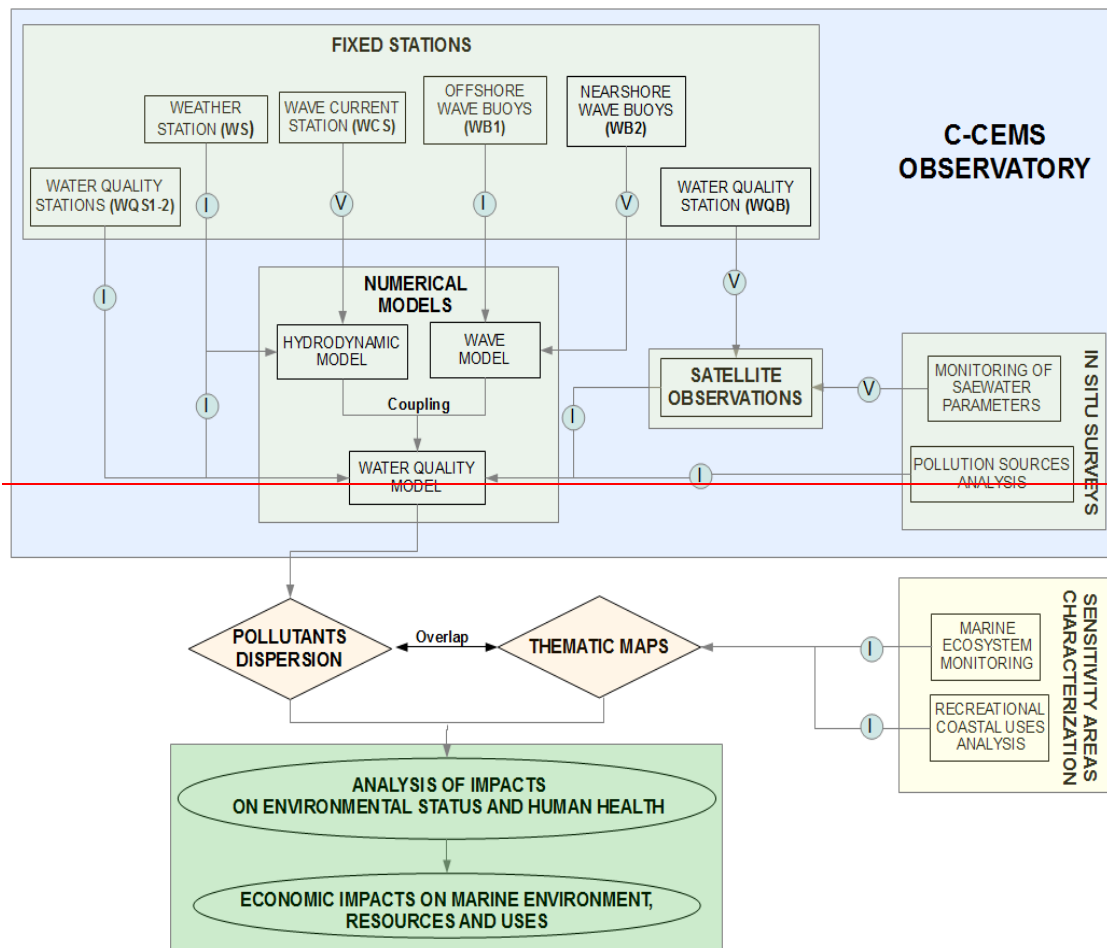 FIXED STATIONS
WEATHER
STATION (WS)
WAVE CURRENT
STATION (WCS)
OFFSHORE
WAVE BUOYS
(WB1)
NEARSHORE
WAVE BUOYS
(WB2)
C-CEMS
OBSERVATORY
WATER QUALITY
STATIONS (WQS1-2)
WATER QUALITY
STATION (WQB)
I
V
I
V
I
V
NUMERICAL
MODELS
HYDRODYNAMIC
MODEL
WAVE
MODEL
SATELLITE
OBSERVATIONS
V
MONITORING OF
SAEWATER
PARAMETERS
IN SITU SURVEYS
I
Coupling
I
WATER QUALITY
MODEL
I
POLLUTION SOURCES
ANALYSIS
POLLUTANTS
DISPERSION
Overlap
THEMATIC MAPS
I
MARINE
ECOSYSTEM
MONITORING
I
RECREATIONAL
COASTAL USES
ANALYSIS
SENSITIVITY AREAS
CHARACTERIZATION
ANALYSIS OF IMPACTS
ON ENVIRONMENTAL STATUS AND HUMAN HEALTH
ECONOMIC IMPACTS ON MARINE ENVIRONMENT,
RESOURCES AND USES